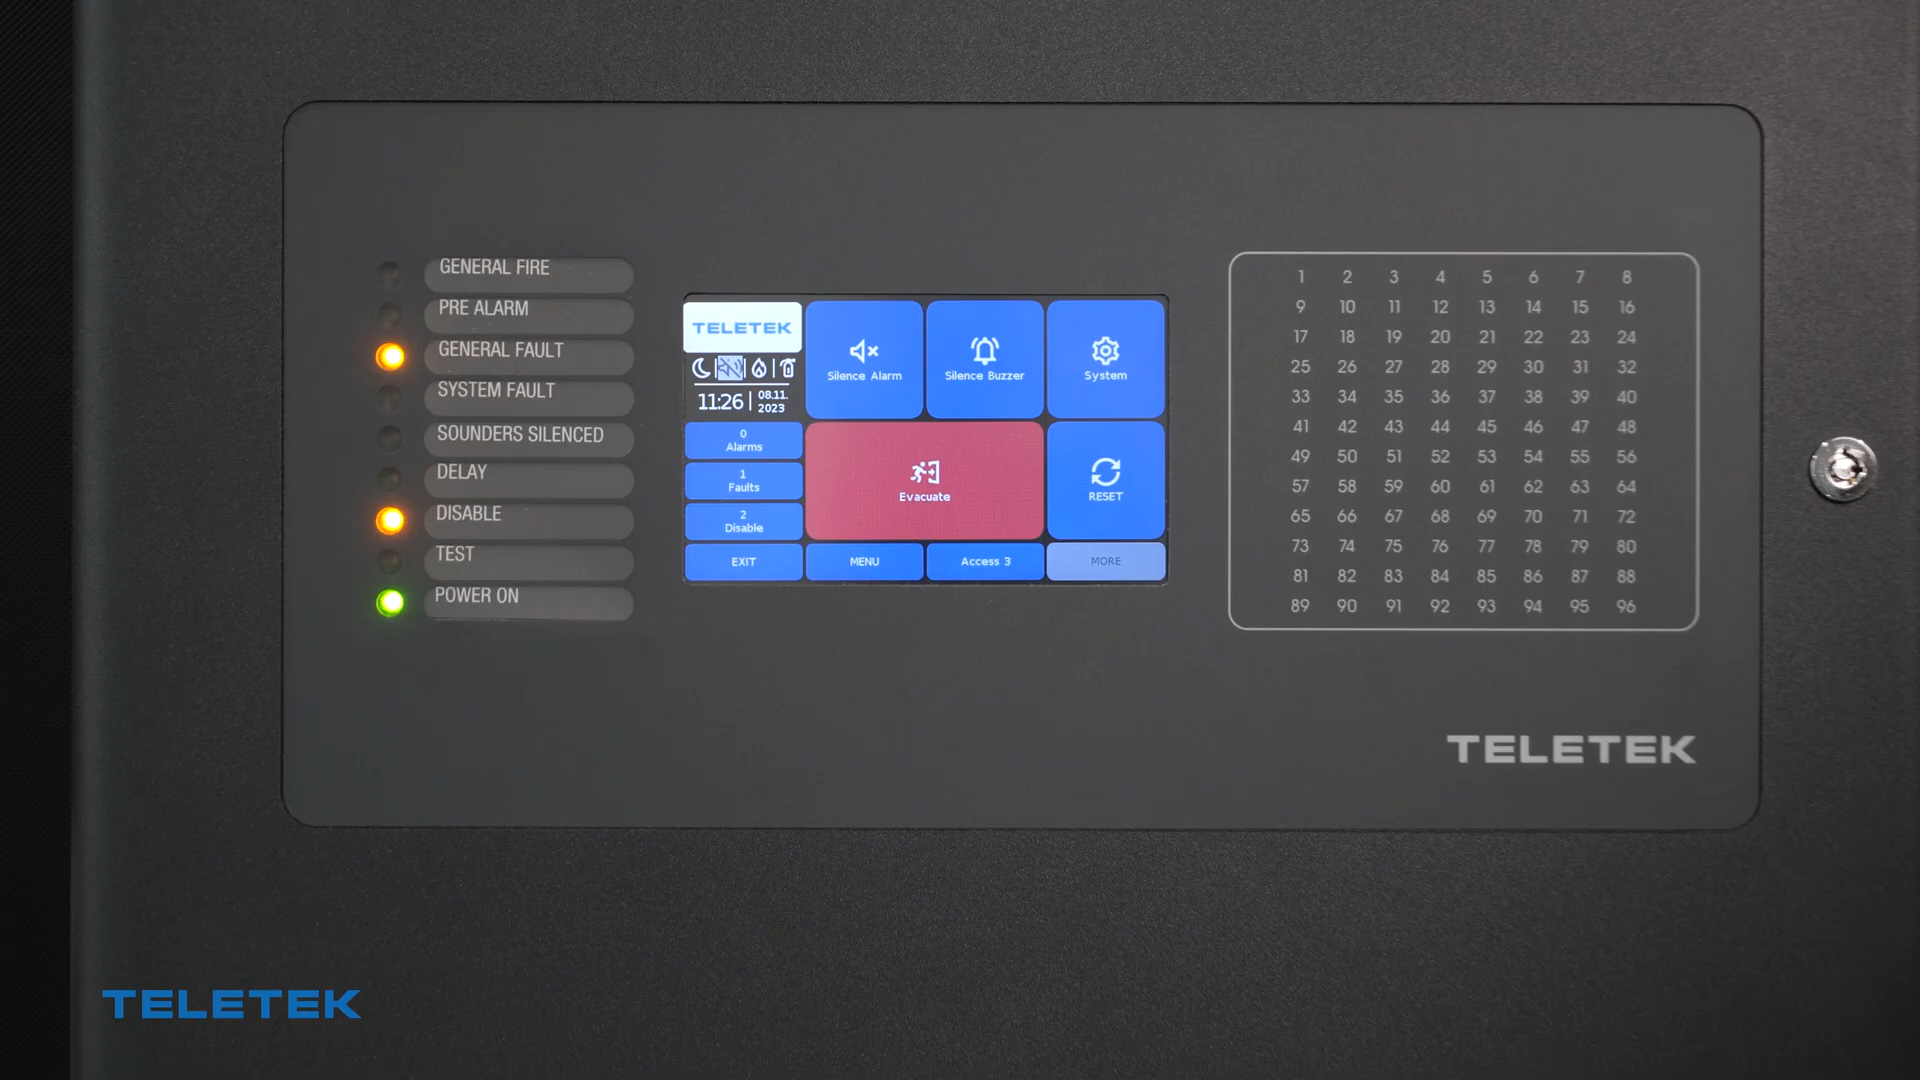 GENERAL FIRE
PRE ALARM
GENERAL FAULT
SYSTEM FAULT
SOUNDERS SILENCED
DELAY
DISABLE
TEST
POWER ON
TELETEK
11:26
08.11.
2023
Silence Alarm
Silence Buzzer
System
0
Alarms
1
Faults
2
Disable
Evacuate
RESET
EXIT
MENU
Access 3
MORE
1 2 3 4 5 6 7 8
9 10 11 12 13 14 15 16
17 18 19 20 21 22 23 24
25 26 27 28 29 30 31 32
33 34 35 36 37 38 39 40
41 42 43 44 45 46 47 48
49 50 51 52 53 54 55 56
57 58 59 60 61 62 63 64
65 66 67 68 69 70 71 72
73 74 75 76 77 78 79 80
81 82 83 84 85 86 87 88
89 90 91 92 93 94 95 96
TELETEK
TELETEK